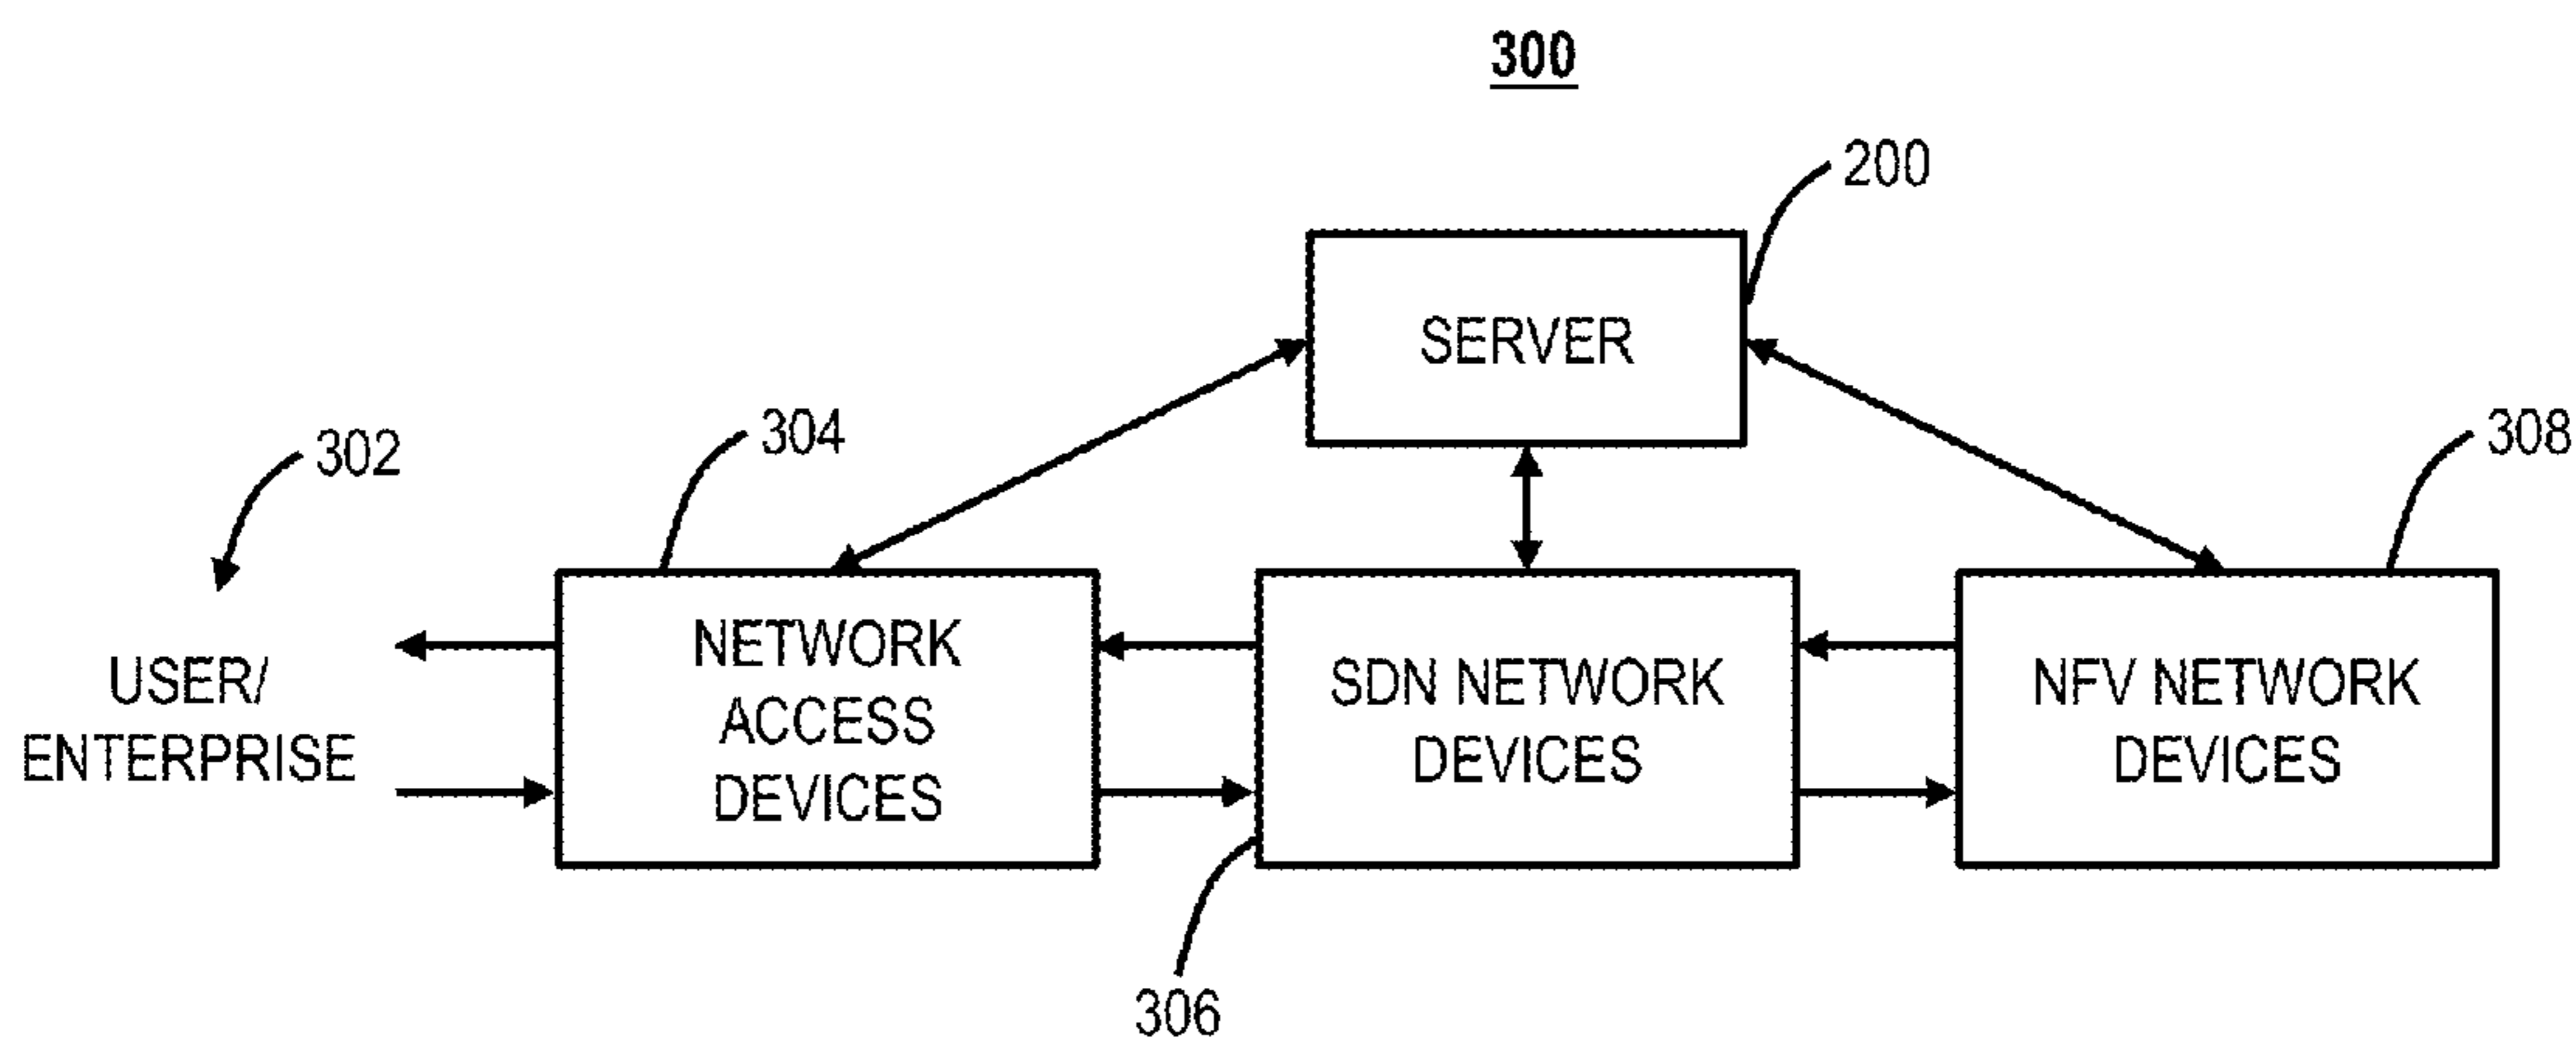 300
200
SERVER
304
308
302
NETWORK
ACCESS
DEVICES
SDN NETWORK
DEVICES
NFV NETWORK
DEVICES
USER/
ENTERPRISE
306